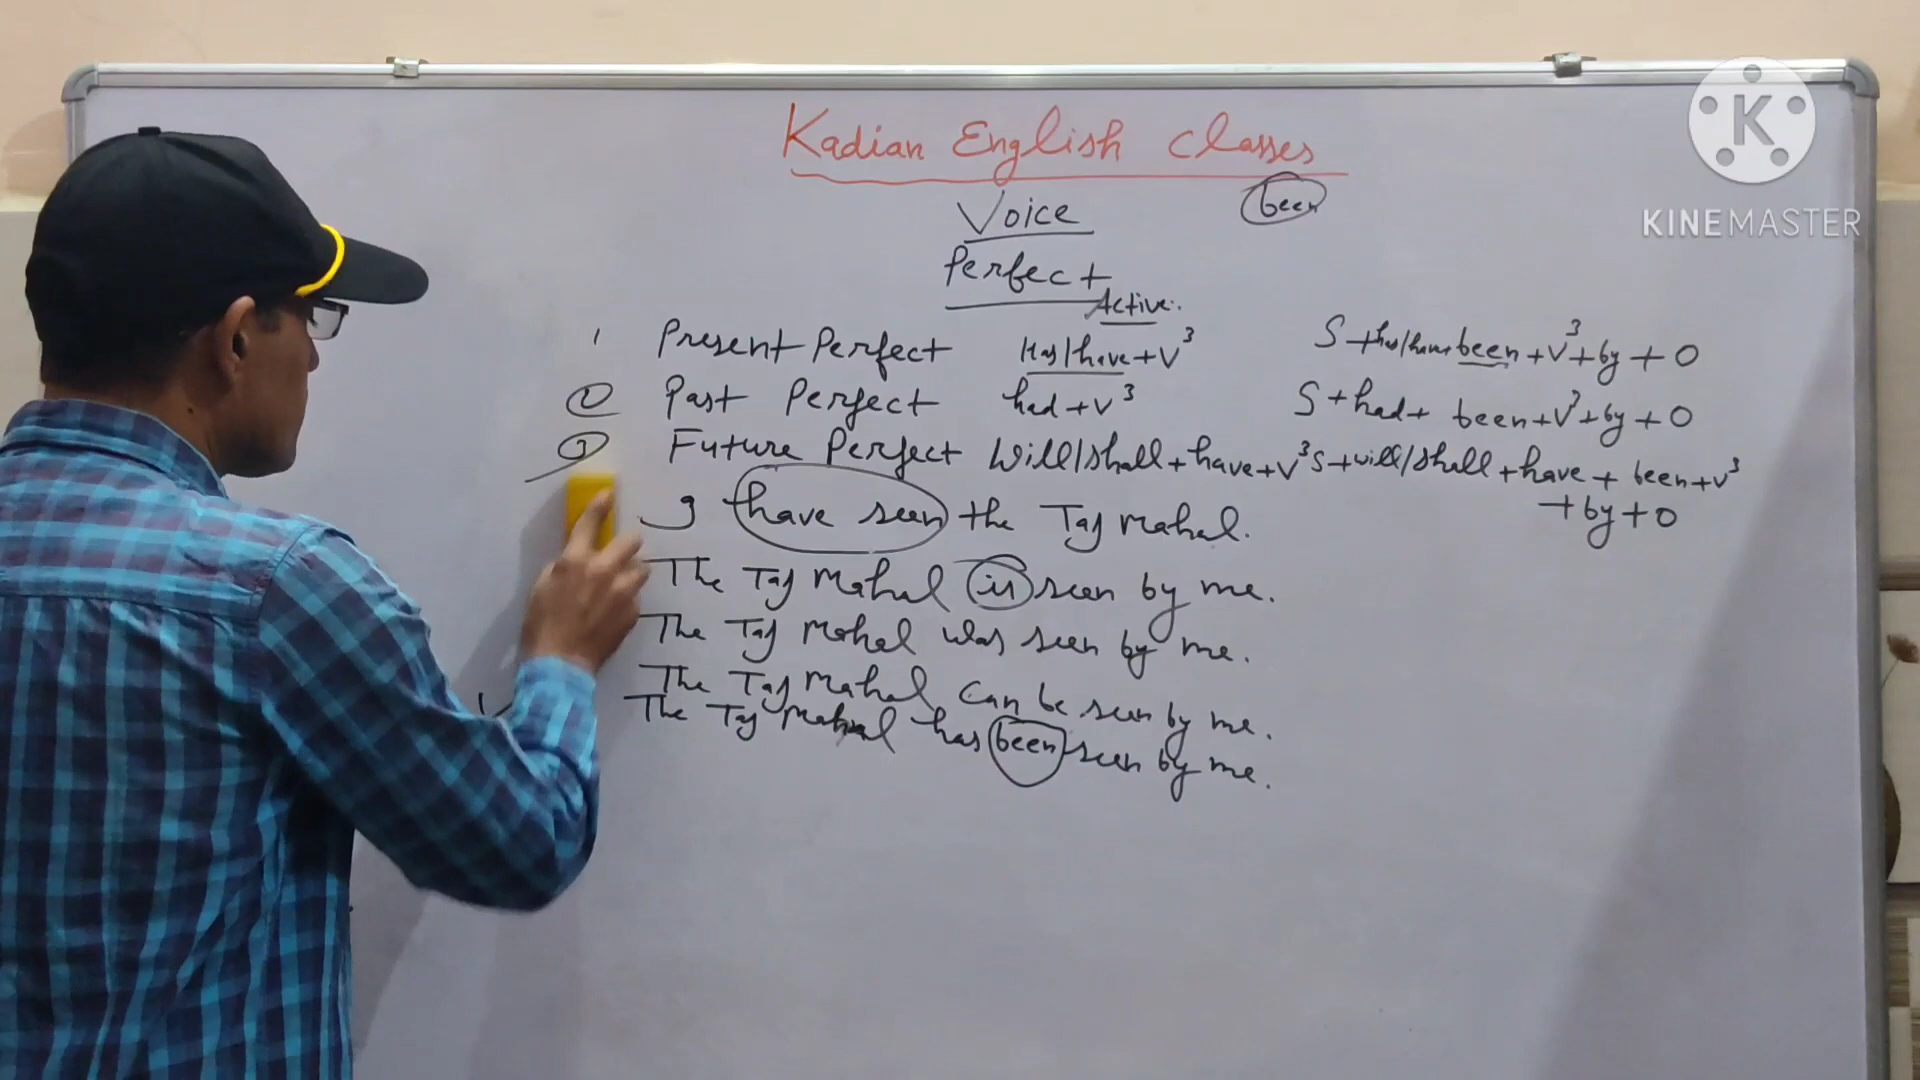 Kadian English Classes
Voice
been
Perfect
Active.
1 Present Perfect Has/have+V³ S+has/have+been+V³+by+O
② Past Perfect had+V³ S+had+been+V³+by+O
③ Future Perfect Will/shall+have+V³ S+will/shall+have+been+V³
+by+O
I have seen the Taj Mahal.
The Taj Mahal is seen by me.
The Taj Mahal was seen by me.
The Taj Mahal can be seen by me.
The Taj Mahal has been seen by me.
K
KINEMASTER